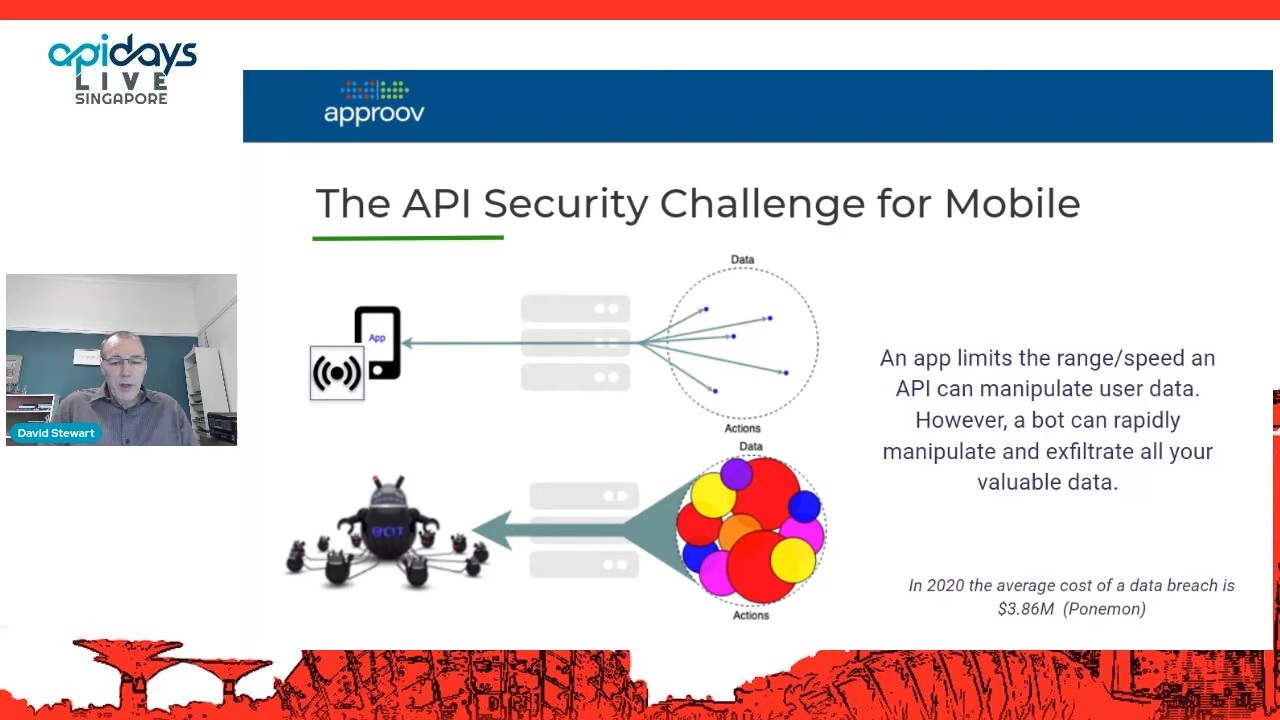 apidays
LIVE
SINGAPORE
approov
The API Security Challenge for Mobile
Data
App
Actions
An app limits the range/speed an
API can manipulate user data.
However, a bot can rapidly
manipulate and exfiltrate all your
valuable data.
David Stewart
Data
BOT
Actions
In 2020 the average cost of a data breach is
$3.86M (Ponemon)